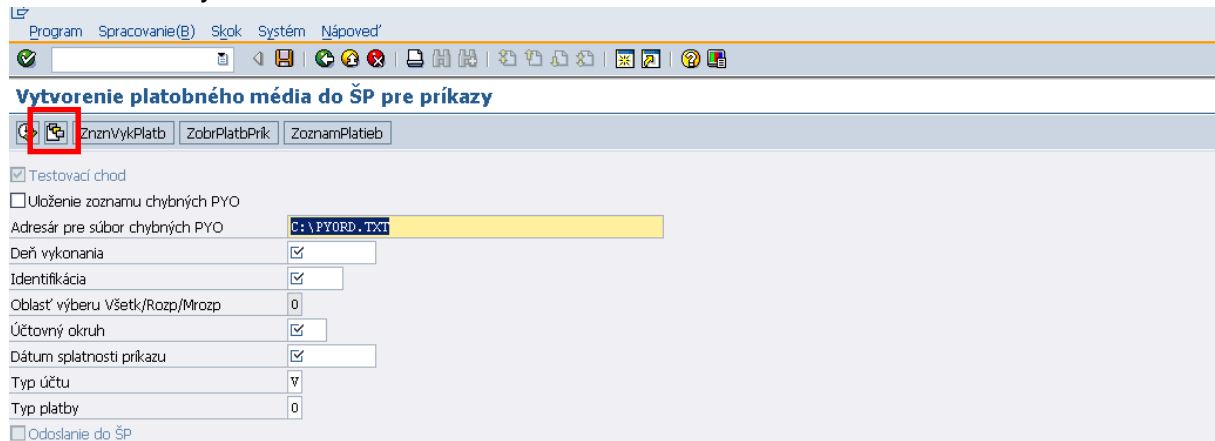 Program Spracovanie(B) Skok Systém Nápoveď
Vytvorenie platobného média do ŠP pre príkazy
ZnznVykPlatb ZobrPlatbPrík ZoznamPlatieb
Testovací chod
Uloženie zoznamu chybných PYO
Adresár pre súbor chybných PYO C:\PYORD.TXT
Deň vykonania
Identifikácia
Oblasť výberu Všetk/Rozp/Mrozp 0
Účtovný okruh
Dátum splatnosti príkazu
Typ účtu V
Typ platby 0
Odoslanie do ŠP